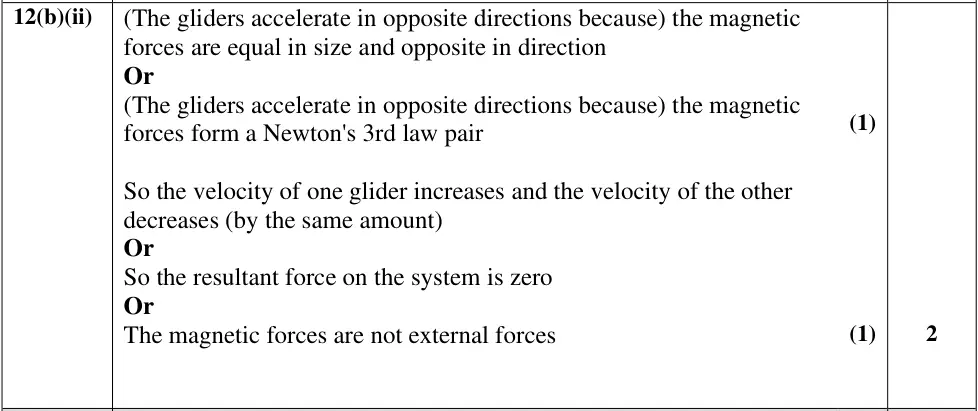 12(b)(ii) (The gliders accelerate in opposite directions because) the magnetic
forces are equal in size and opposite in direction
Or
(The gliders accelerate in opposite directions because) the magnetic
forces form a Newton's 3rd law pair (1)
So the velocity of one glider increases and the velocity of the other
decreases (by the same amount)
Or
So the resultant force on the system is zero
Or
The magnetic forces are not external forces (1) 2